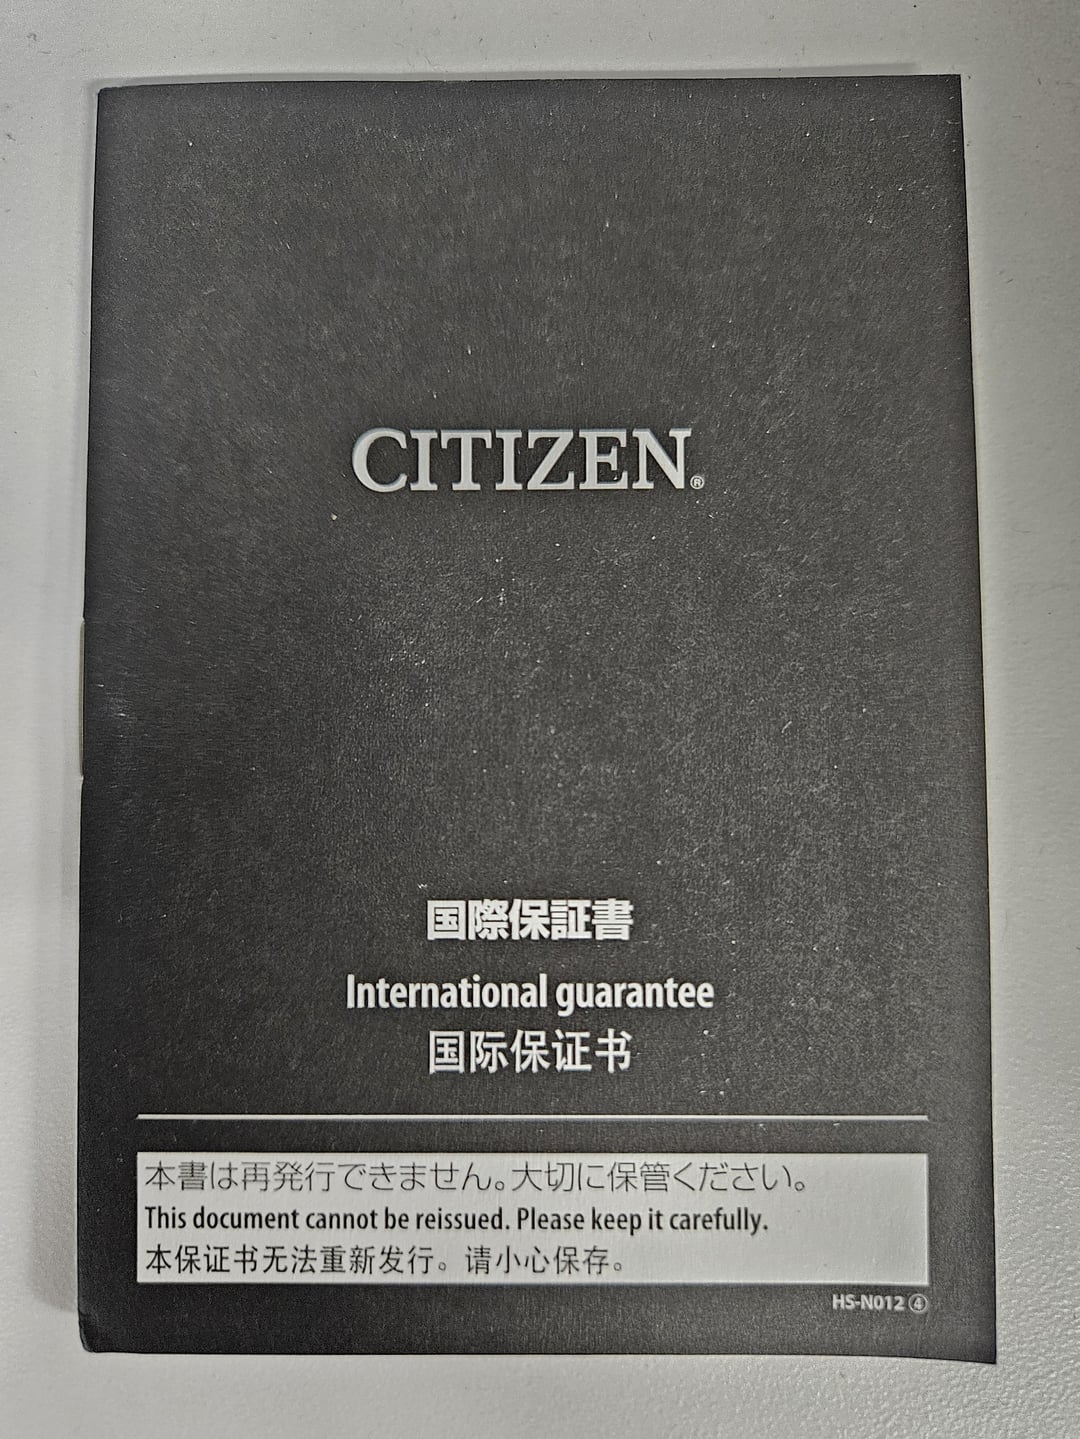 CITIZEN®
国際保証書
International guarantee
国际保证书
本書は再発行できません。大切に保管ください。
This document cannot be reissued. Please keep it carefully.
本保证书无法重新发行。请小心保存。
HS-N012 ④